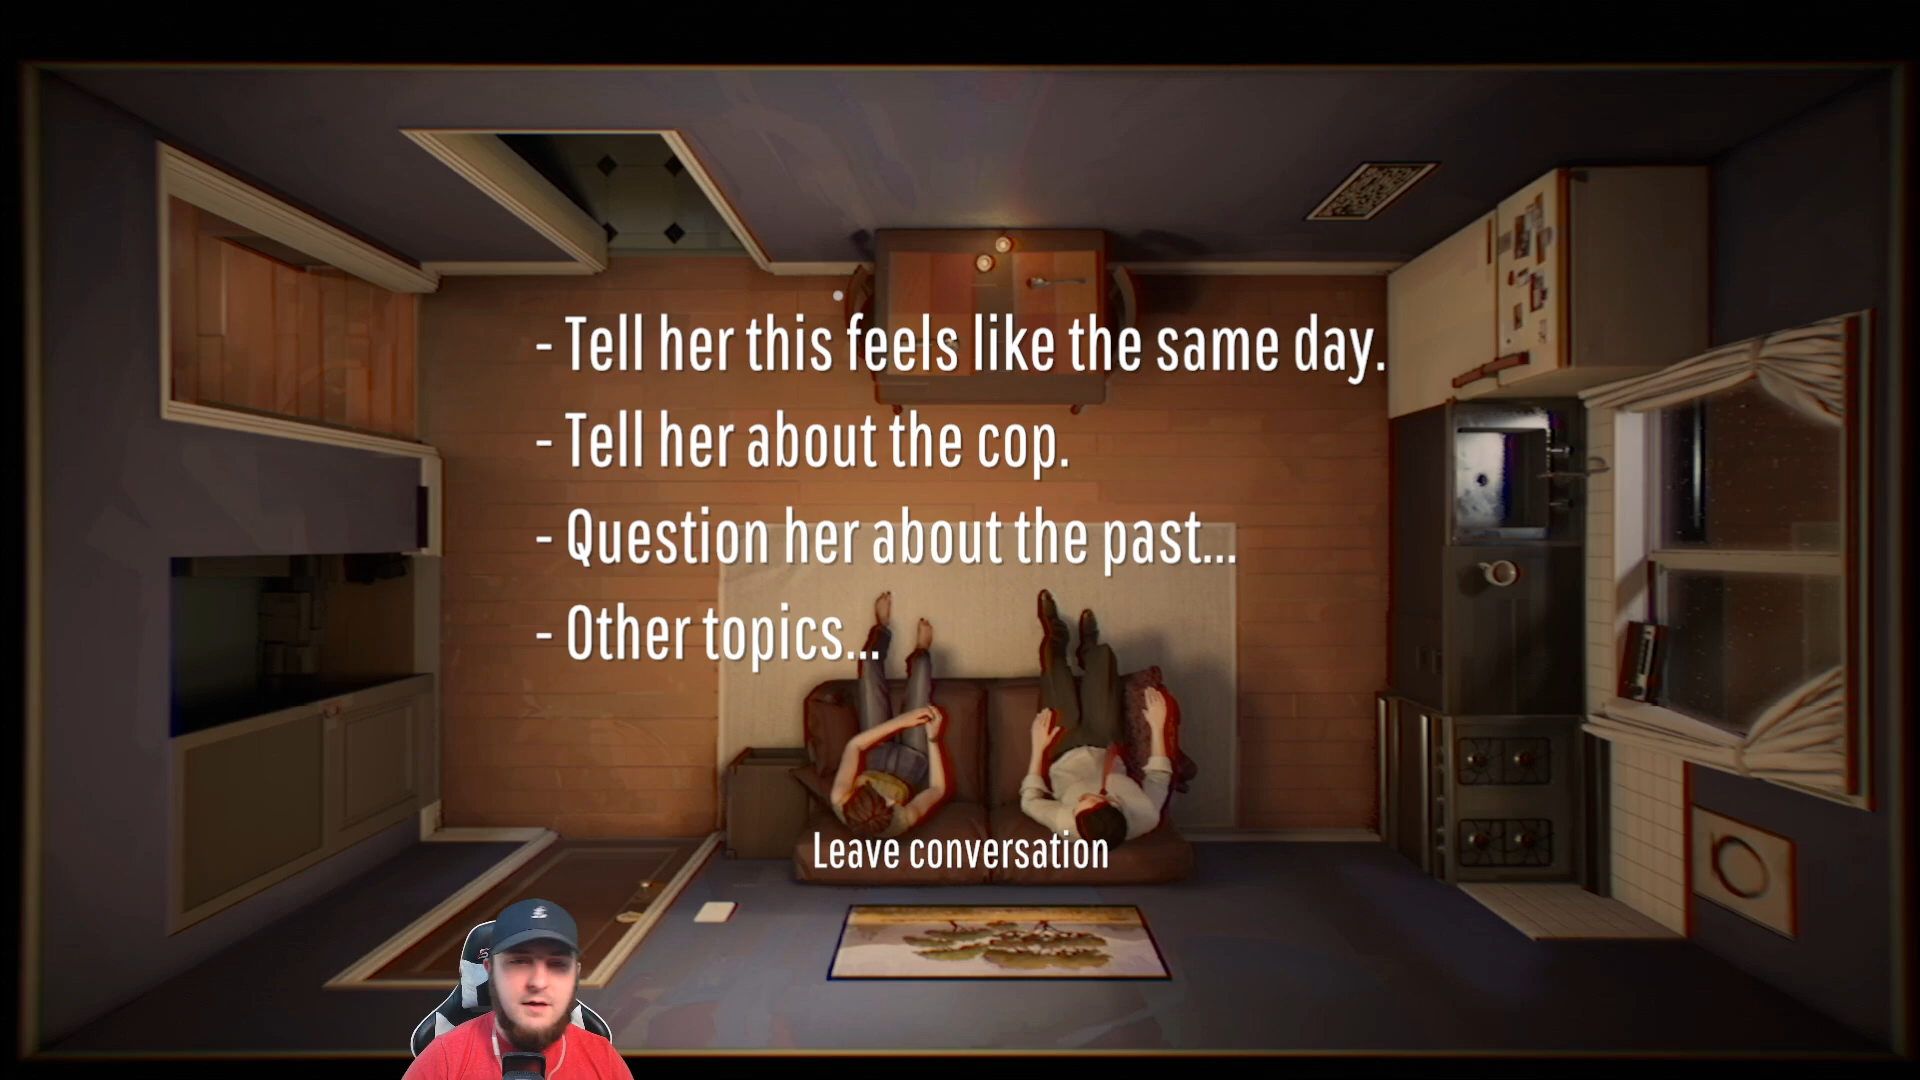 - Tell her this feels like the same day.
- Tell her about the cop.
- Question her about the past...
- Other topics...
Leave conversation